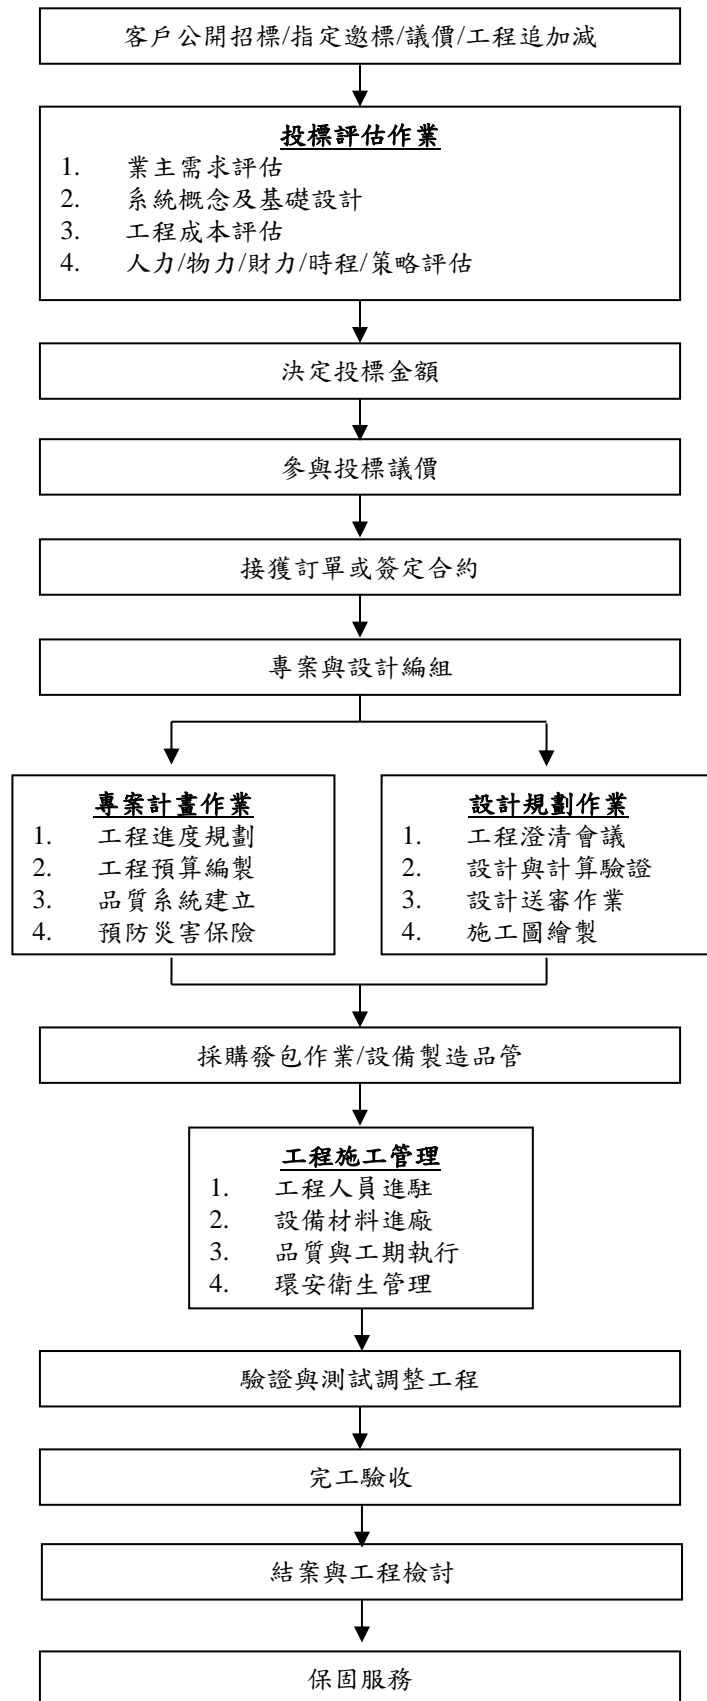 客戶公開招標/指定邀標/議價/工程追加減
投標評估作業
1. 業主需求評估
2. 系統概念及基礎設計
3. 工程成本評估
4. 人力/物力/財力/時程/策略評估
決定投標金額
參與投標議價
接獲訂單或簽定合約
專案與設計編組
專案計畫作業
1. 工程進度規劃
2. 工程預算編製
3. 品質系統建立
4. 預防災害保險
設計規劃作業
1. 工程澄清會議
2. 設計與計算驗證
3. 設計送審作業
4. 施工圖繪製
採購發包作業/設備製造品管
工程施工管理
1. 工程人員進駐
2. 設備材料進廠
3. 品質與工期執行
4. 環安衛生管理
驗證與測試調整工程
完工驗收
結案與工程檢討
保固服務